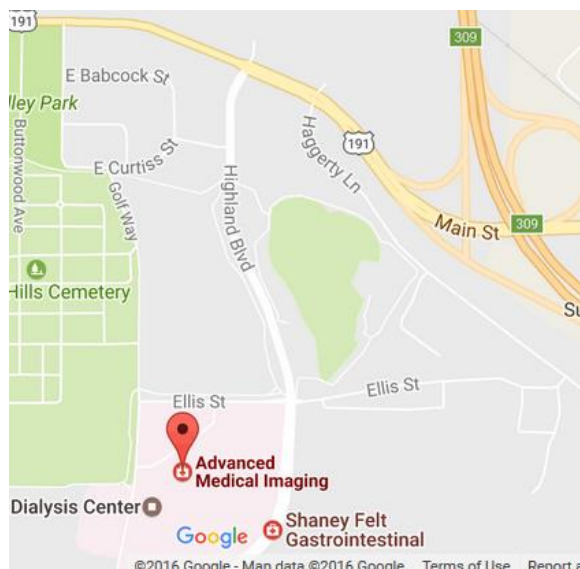 191
309
E Babcock St
lley Park
Buttonwood Ave
E Curtiss St
Golf Way
Highland Blvd
Haggerty Ln
191
Main St
309
Hills Cemetery
Su
Ellis St
Ellis St
Advanced
Medical Imaging
Dialysis Center
Google
Shaney Felt
Gastrointestinal
©2016 Google - Map data ©2016 Google Terms of Use Report a